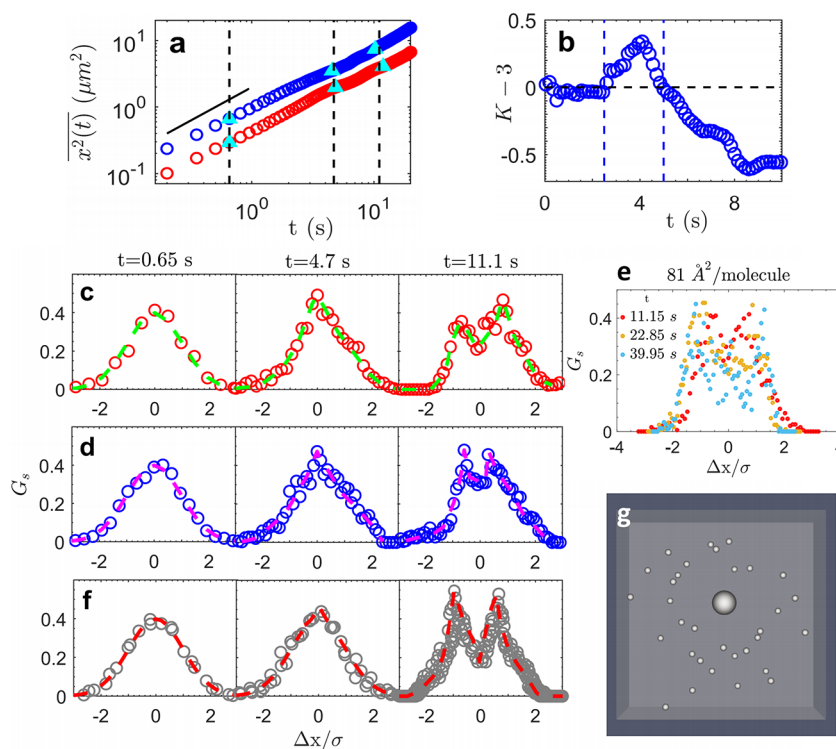 a
x²(t) (μm²)
10¹
10⁰
10⁻¹
10⁰
10¹
t (s)
b
K − 3
0.5
0
-0.5
0
4
8
t (s)
t=0.65 s
t=4.7 s
t=11.1 s
c
0.4
0.2
0
-2 0 2
-2 0 2
-2 0 2
d
Gₛ
0.4
0.2
0
-2 0 2
-2 0 2
-2 0 2
f
0.4
0.2
0
-2 0 2
-2 0 2
-2 0 2
Δx/σ
e
81 Å²/molecule
t
11.15 s
22.85 s
39.95 s
Gₛ
0.4
0.2
0
-4 -2 0 2 4
Δx/σ
g